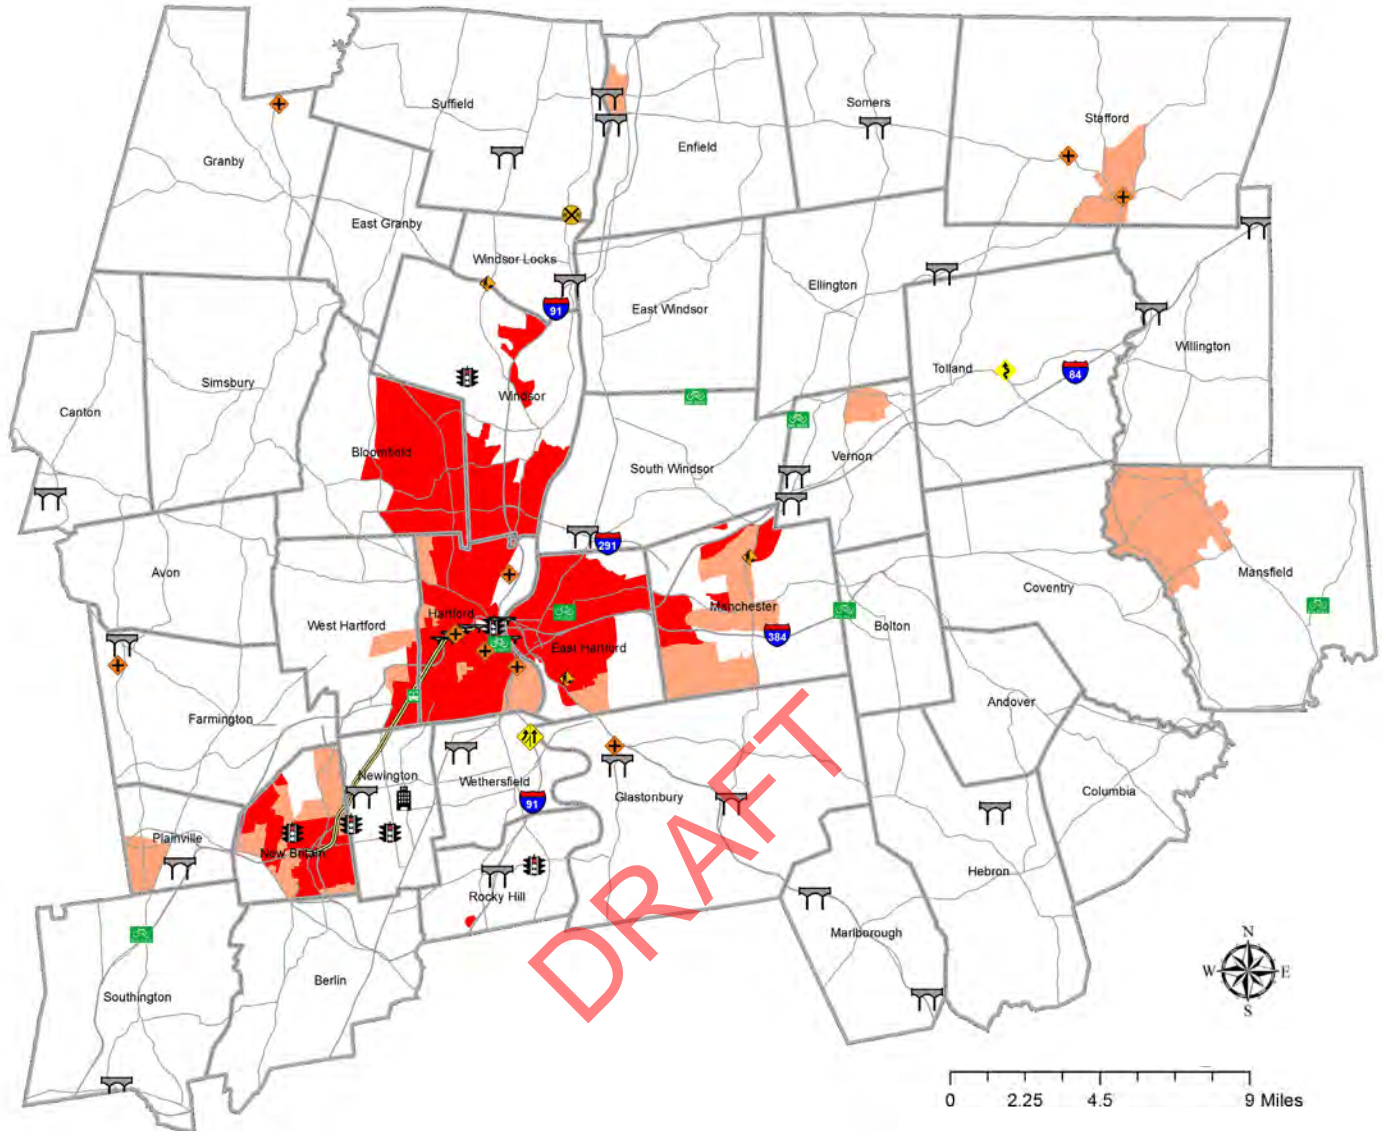 Suffield
Somers
Stafford
Enfield
Granby
East Granby
Windsor Locks
Ellington
91
East Windsor
Willington
Tolland
84
Simsbury
Windsor
Canton
Bloomfield
Vernon
South Windsor
291
Avon
Mansfield
Coventry
Manchester
Hartford
West Hartford
Bolton
384
East Hartford
Andover
Farmington
Newington
Wethersfield
Columbia
Glastonbury
91
Plainville
New Britain
Hebron
Rocky Hill
Marlborough
DRAFT
N
W E
S
Berlin
Southington
0 2.25 4.5 9 Miles